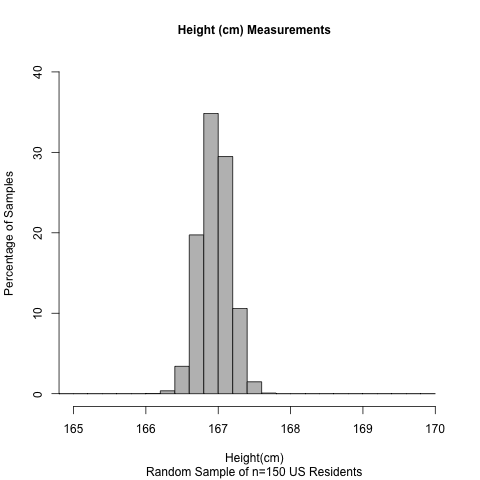 Height (cm) Measurements
40
30
20
10
0
Percentage of Samples
165 166 167 168 169 170
Height(cm)
Random Sample of n=150 US Residents